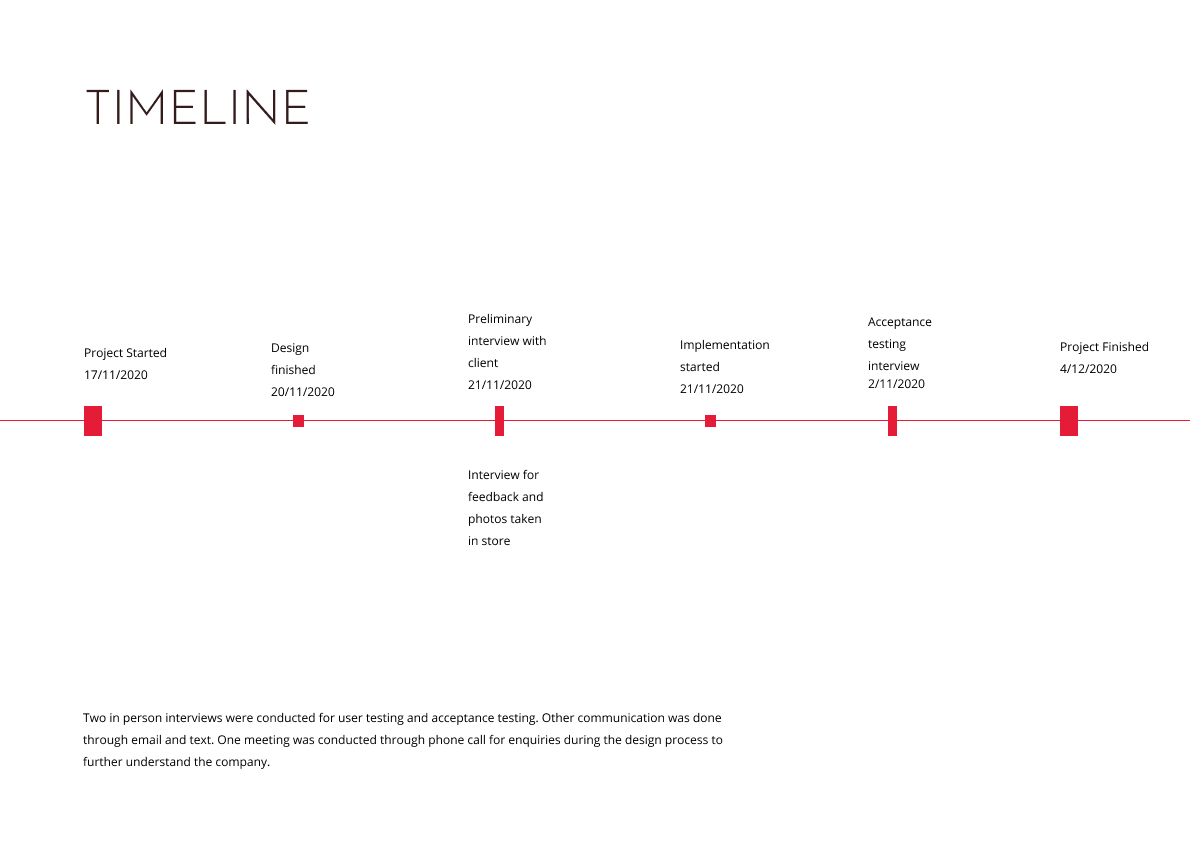 TIMELINE
Project Started
17/11/2020
Design
finished
20/11/2020
Preliminary
interview with
client
21/11/2020
Implementation
started
21/11/2020
Acceptance
testing
interview
2/11/2020
Project Finished
4/12/2020
Interview for
feedback and
photos taken
in store
Two in person interviews were conducted for user testing and acceptance testing. Other communication was done
through email and text. One meeting was conducted through phone call for enquiries during the design process to
further understand the company.